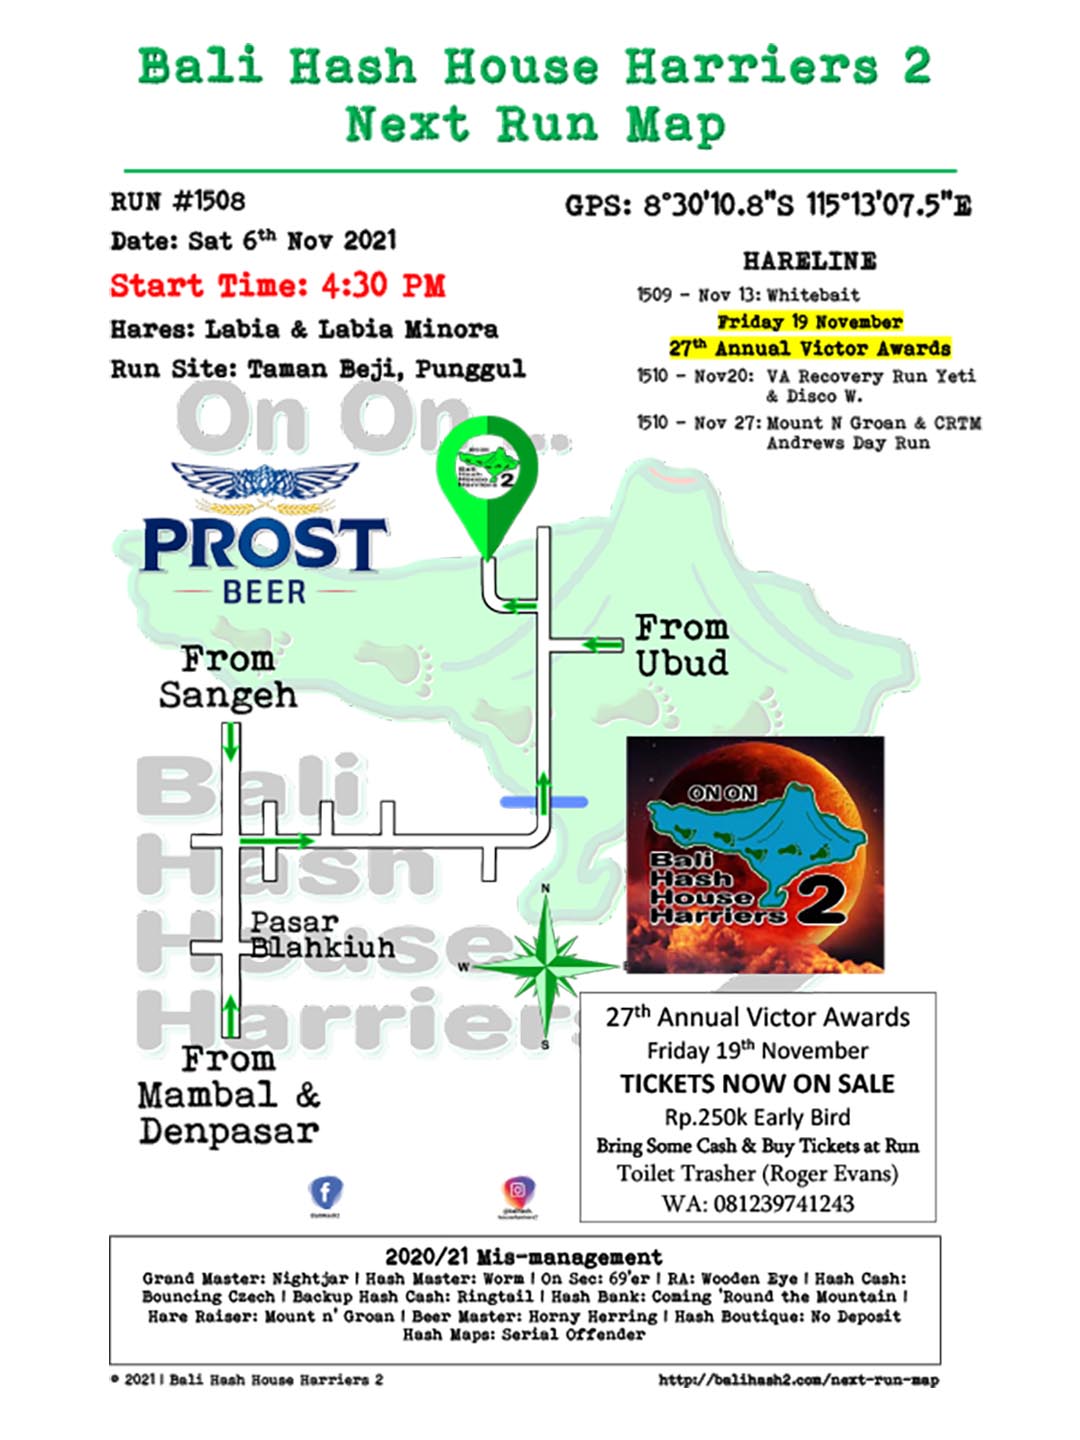 Bali Hash House Harriers 2
Next Run Map
RUN #1508
GPS: 8°30'10.8"S 115°13'07.5"E
Date: Sat 6th Nov 2021
Start Time: 4:30 PM
Hares: Labia & Labia Minora
Run Site: Taman Beji, Punggul
HARELINE
1509 - Nov 13: Whitebait
Friday 19 November
27th Annual Victor Awards
1510 - Nov20: VA Recovery Run Yeti
& Disco W.
1510 - Nov 27: Mount N Groan & CRTM
Andrews Day Run
On On...
Bali
Hash
House
Harriers 2
PROST
BEER
From
Ubud
From
Sangeh
Bali
Hash
House
Harriers
Pasar
Blahkiuh
N
W
E
S
ON ON
Bali
Hash
House
Harriers 2
From
Mambal &
Denpasar
27th Annual Victor Awards
Friday 19th November
TICKETS NOW ON SALE
Rp.250k Early Bird
Bring Some Cash & Buy Tickets at Run
Toilet Trasher (Roger Evans)
WA: 081239741243
2020/21 Mis-management
Grand Master: Nightjar | Hash Master: Worm | On Sec: 69'er | RA: Wooden Eye | Hash Cash:
Bouncing Czech | Backup Hash Cash: Ringtail | Hash Bank: Coming 'Round the Mountain |
Hare Raiser: Mount n' Groan | Beer Master: Horny Herring | Hash Boutique: No Deposit
Hash Maps: Serial Offender
© 2021 | Bali Hash House Harriers 2
http://balihash2.com/next-run-map